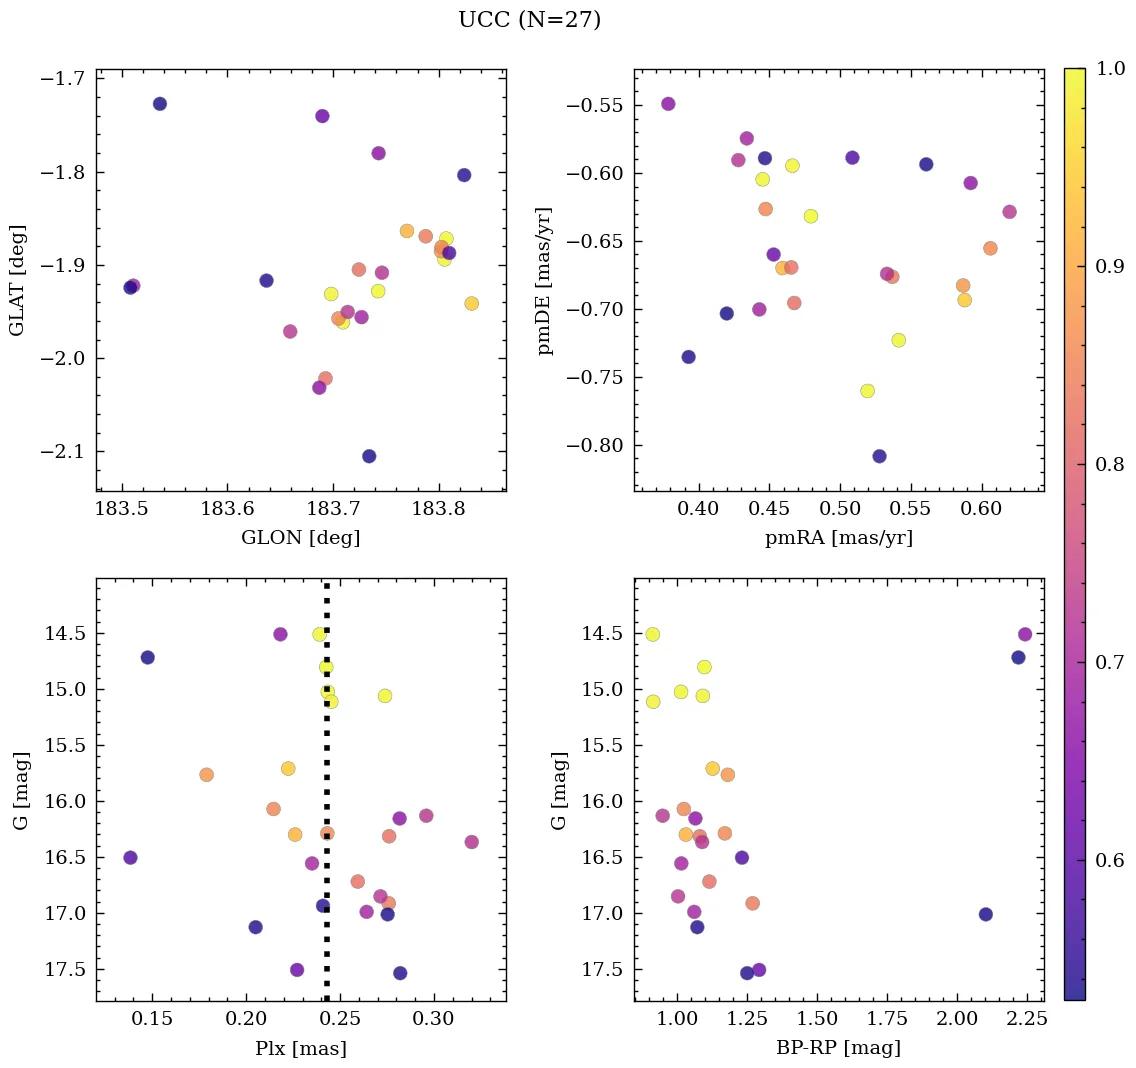 UCC (N=27)
−1.7
−1.8
−1.9
−2.0
−2.1
GLAT [deg]
183.5 183.6 183.7 183.8
GLON [deg]
−0.55
−0.60
−0.65
−0.70
−0.75
−0.80
pmDE [mas/yr]
0.40 0.45 0.50 0.55 0.60
pmRA [mas/yr]
14.5
15.0
15.5
16.0
16.5
17.0
17.5
G [mag]
0.15 0.20 0.25 0.30
Plx [mas]
14.5
15.0
15.5
16.0
16.5
17.0
17.5
G [mag]
1.00 1.25 1.50 1.75 2.00 2.25
BP-RP [mag]
1.0
0.9
0.8
0.7
0.6